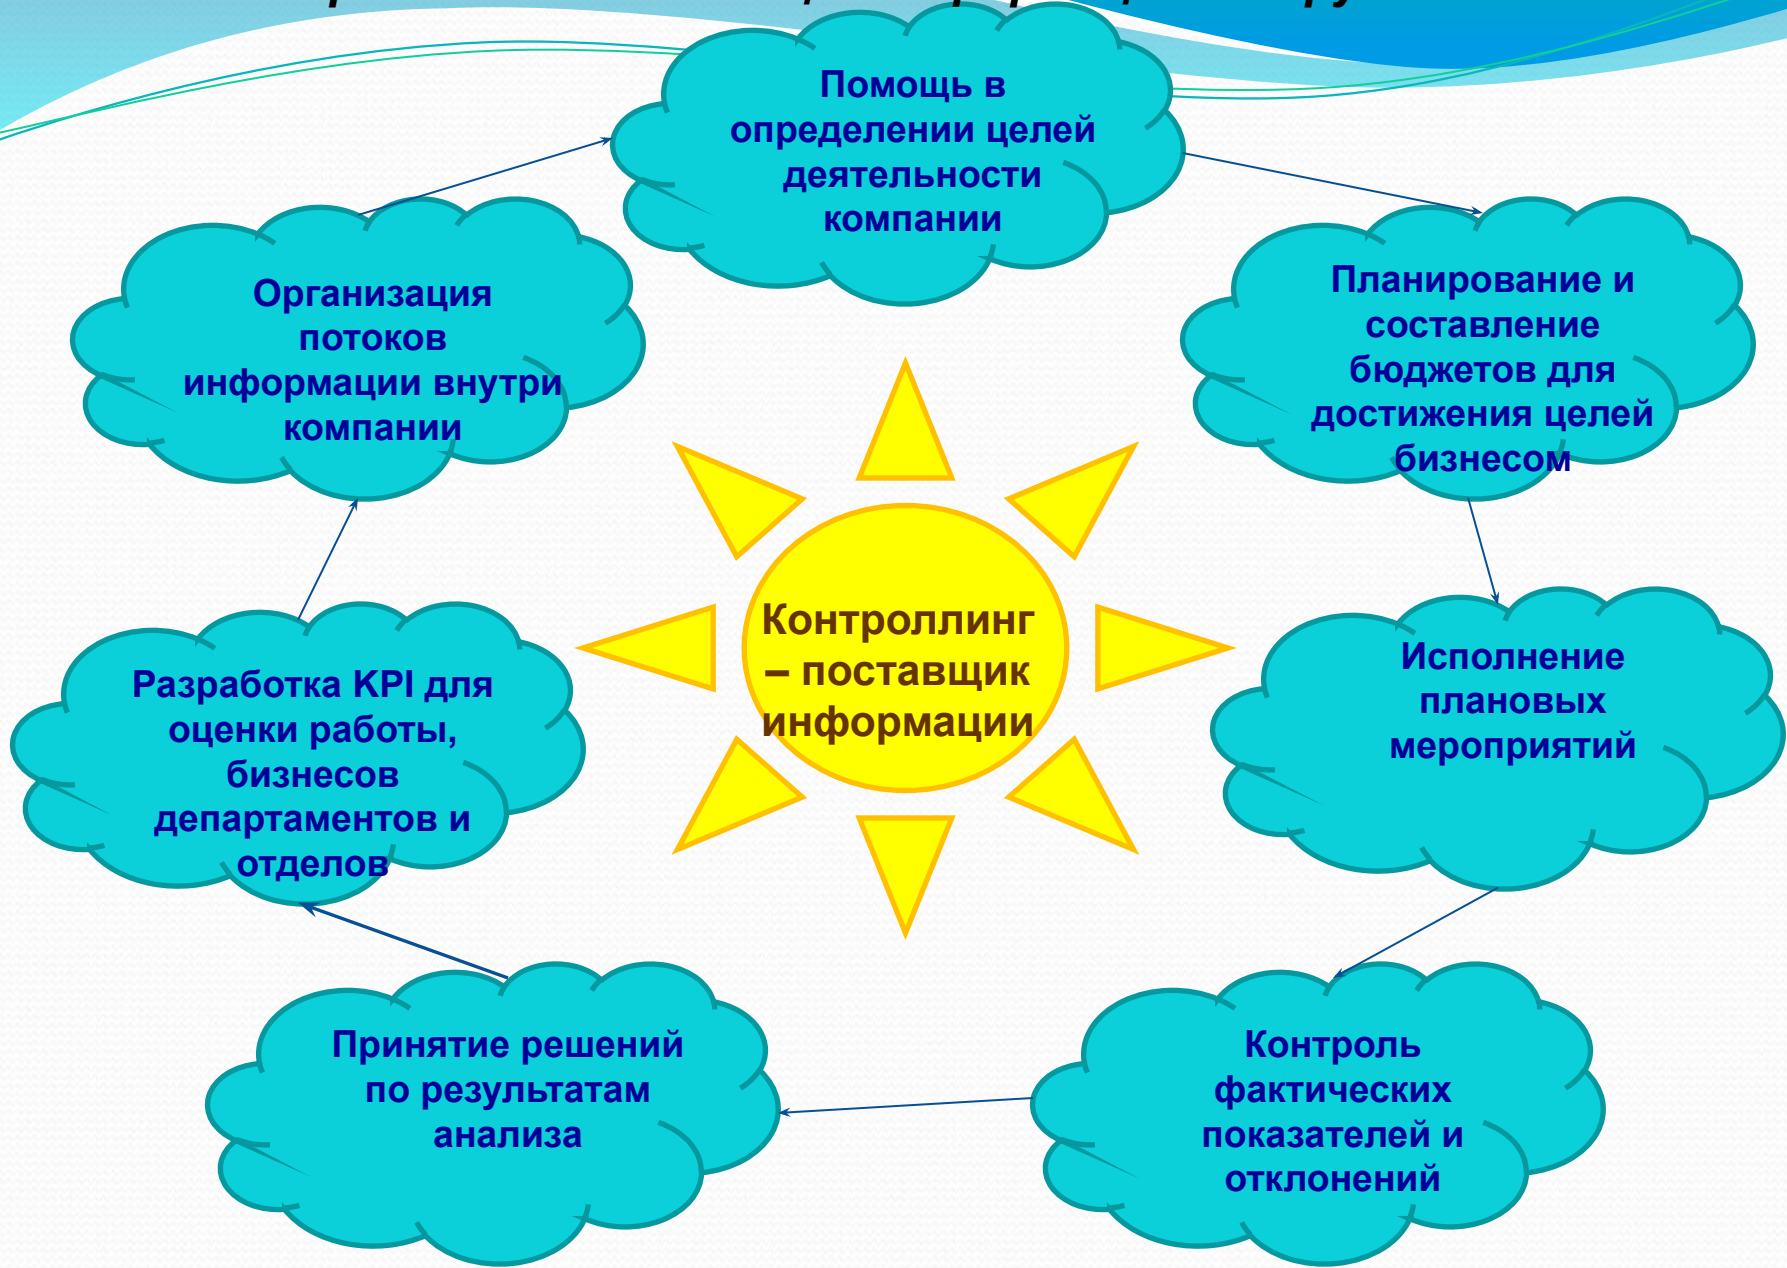 Помощь в
определении целей
деятельности
компании
Планирование и
составление
бюджетов для
достижения целей
бизнесом
Исполнение
плановых
мероприятий
Контроль
фактических
показателей и
отклонений
Принятие решений
по результатам
анализа
Разработка KPI для
оценки работы,
бизнесов
департаментов и
отделов
Организация
потоков
информации внутри
компании
Контроллинг
– поставщик
информации